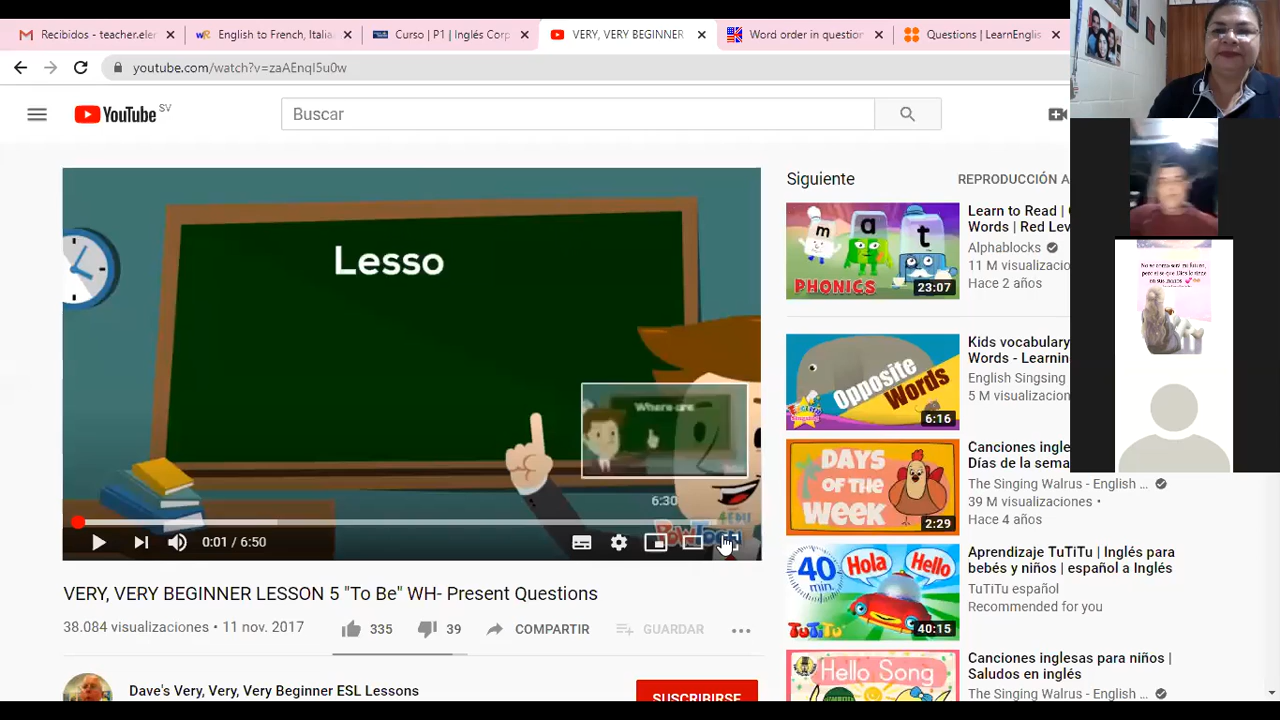 Recibidos - teacher.eler
English to French, Italia
Curso | P1 | Inglés Corp
VERY, VERY BEGINNER
Word order in question
Questions | LearnEnglis
youtube.com/watch?v=zaAEnqI5u0w
YouTube SV
Buscar
Lesso
Where are
6:30
0:01 / 6:50
VERY, VERY BEGINNER LESSON 5 "To Be" WH- Present Questions
38.084 visualizaciones • 11 nov. 2017
335
39
COMPARTIR
GUARDAR
Dave's Very, Very, Very Beginner ESL Lessons
SUSCRIBIRSE
Siguiente
REPRODUCCIÓN A
m a t
PHONICS
23:07
Learn to Read |
Words | Red Lev
Alphablocks
11 M visualizacio
Hace 2 años
Opposite
Words
6:16
Kids vocabulary
Words - Learnin
English Singsing
5 M visualizacion
DAYS
OF THE
WEEK
2:29
Canciones ingle
Días de la sema
The Singing Walrus - English ...
39 M visualizaciones •
Hace 4 años
40
MIN.
Hola
Hello
TuTiTu
40:15
Aprendizaje TuTiTu | Inglés para
bebés y niños | español a Inglés
TuTiTu español
Recommended for you
Hello Song
Canciones inglesas para niños |
Saludos en inglés
The Singing Walrus - English ...